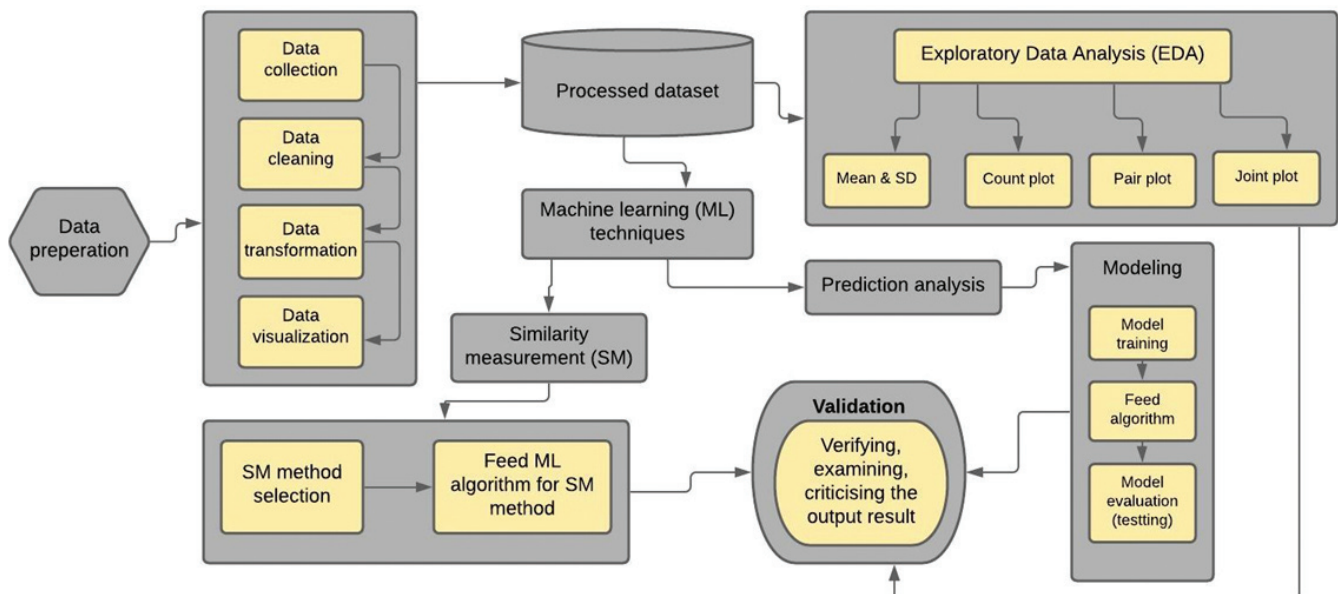 Data
preperation
Data
collection
Data
cleaning
Data
transformation
Data
visualization
Processed dataset
Exploratory Data Analysis (EDA)
Mean & SD
Count plot
Pair plot
Joint plot
Machine learning (ML)
techniques
Similarity
measurement (SM)
Prediction analysis
Modeling
Model
training
Feed
algorithm
Model
evaluation
(testting)
SM method
selection
Feed ML
algorithm for SM
method
Validation
Verifying,
examining,
criticising the
output result